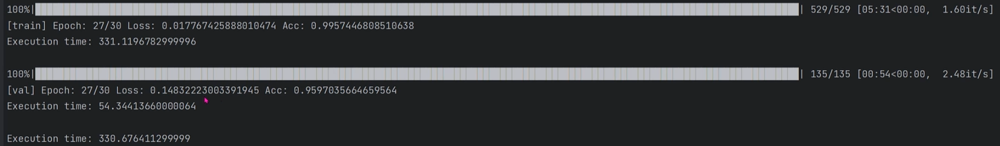 100%| | 529/529 [05:31<00:00, 1.60it/s]
[train] Epoch: 27/30 Loss: 0.017767425888010474 Acc: 0.9957446808510638
Execution time: 331.1196782999996
100%| | 135/135 [00:54<00:00, 2.48it/s]
[val] Epoch: 27/30 Loss: 0.14832223003391945 Acc: 0.9597035664659564
Execution time: 54.34413660000064
Execution time: 330.676411299999